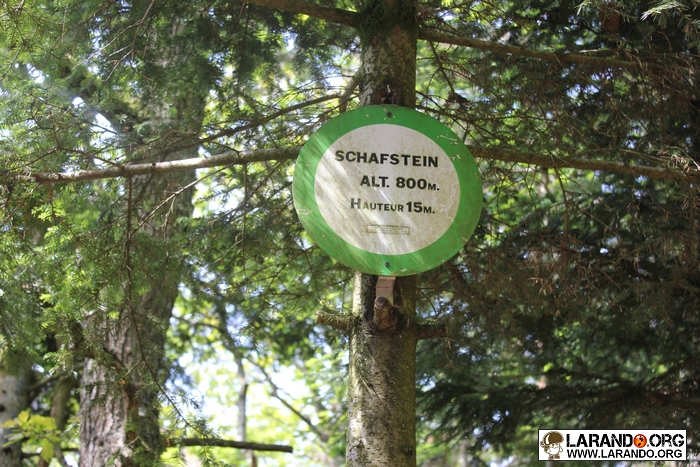 SCHAFSTEIN
ALT. 800M.
HAUTEUR 15M.
LARANDO.ORG
WWW.LARANDO.ORG